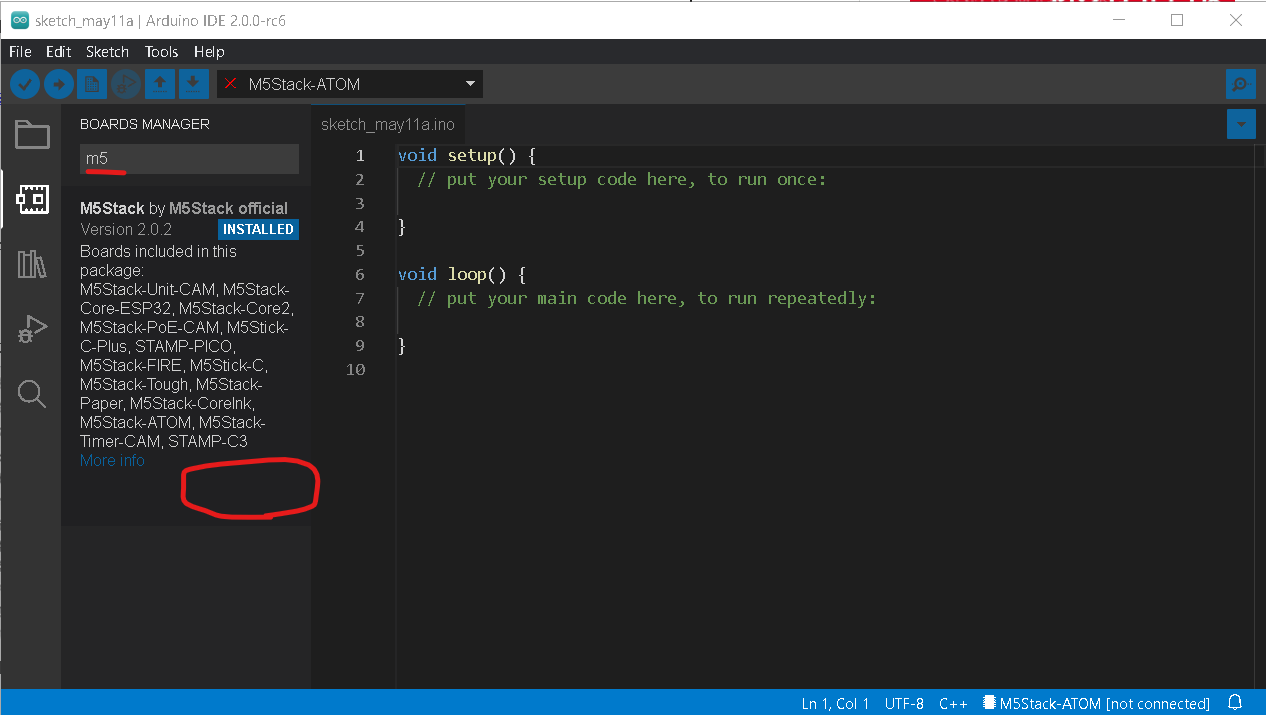 sketch_may11a | Arduino IDE 2.0.0-rc6
File Edit Sketch Tools Help
M5Stack-ATOM
BOARDS MANAGER
m5
M5Stack by M5Stack official
Version 2.0.2 INSTALLED
Boards included in this
package:
M5Stack-Unit-CAM, M5Stack-
Core-ESP32, M5Stack-Core2,
M5Stack-PoE-CAM, M5Stick-
C-Plus, STAMP-PICO,
M5Stack-FIRE, M5Stick-C,
M5Stack-Tough, M5Stack-
Paper, M5Stack-CoreInk,
M5Stack-ATOM, M5Stack-
Timer-CAM, STAMP-C3
More info
sketch_may11a.ino
1 void setup() {
2 // put your setup code here, to run once:
3
4 }
5
6 void loop() {
7 // put your main code here, to run repeatedly:
8
9 }
10
Ln 1, Col 1 UTF-8 C++ M5Stack-ATOM [not connected]